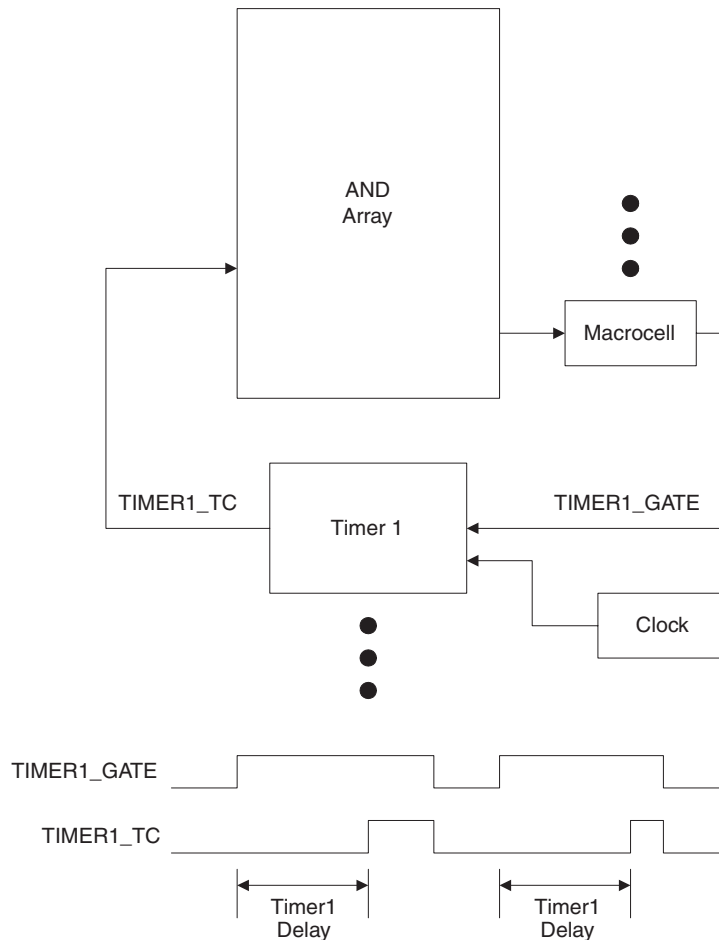 AND
Array
Macrocell
TIMER1_TC
Timer 1
TIMER1_GATE
Clock
TIMER1_GATE
TIMER1_TC
Timer1
Delay
Timer1
Delay